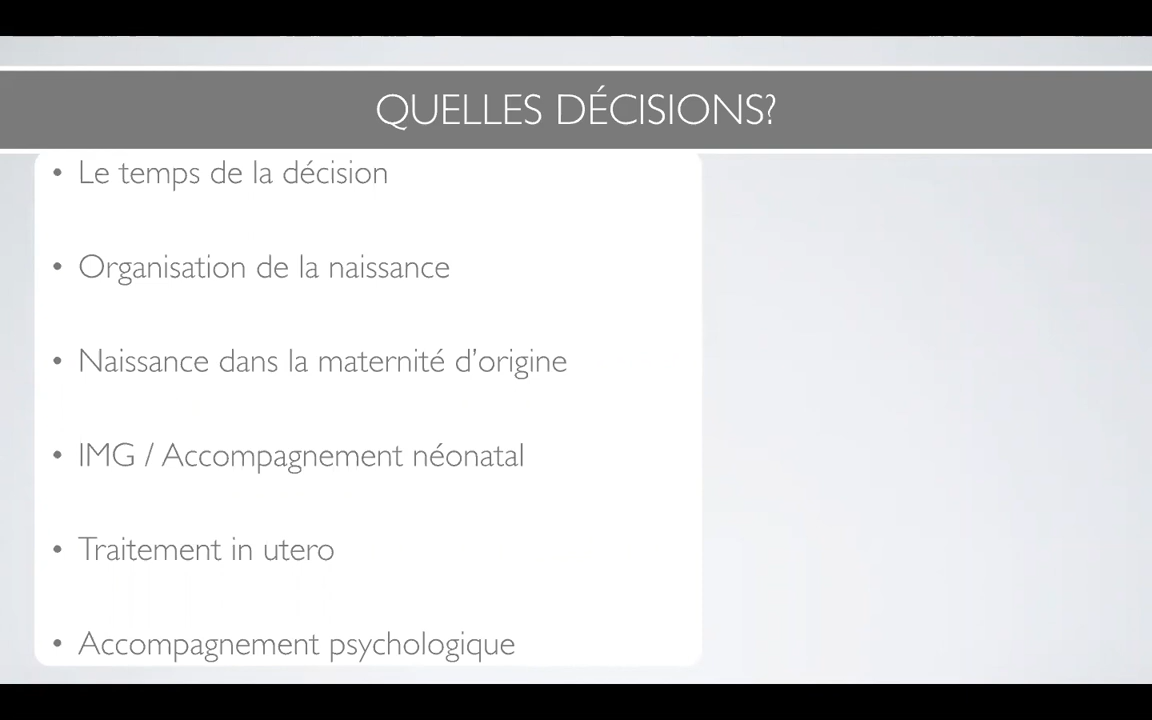 QUELLES DÉCISIONS?
• Le temps de la décision
• Organisation de la naissance
• Naissance dans la maternité d’origine
• IMG / Accompagnement néonatal
• Traitement in utero
• Accompagnement psychologique